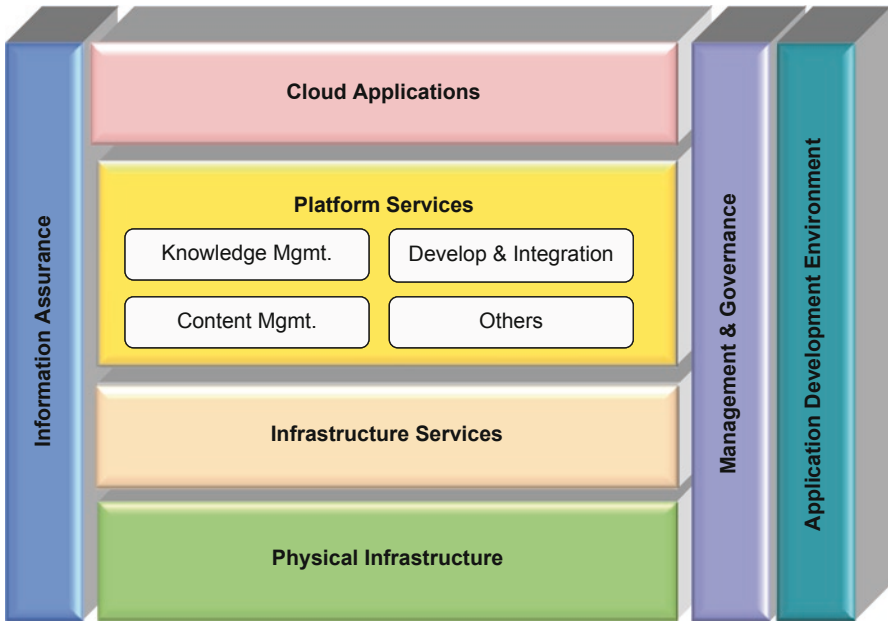 Information Assurance
Cloud Applications
Platform Services
Knowledge Mgmt.
Develop & Integration
Content Mgmt.
Others
Infrastructure Services
Physical Infrastructure
Management & Governance
Application Development Environment